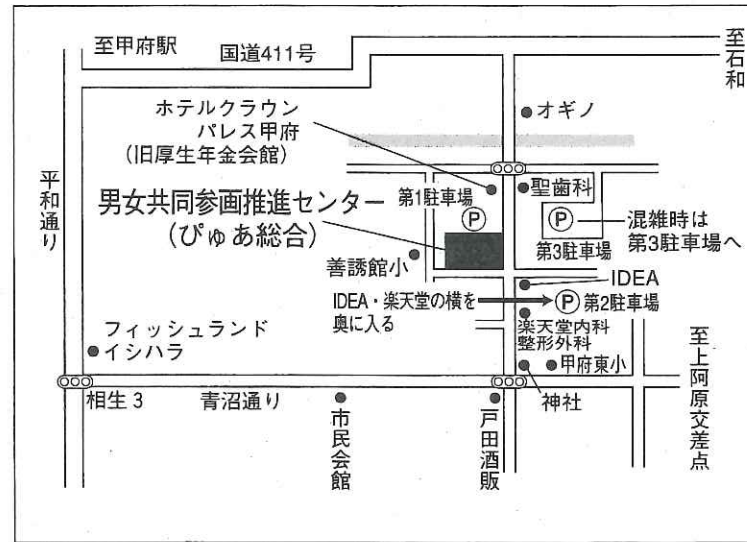 至甲府駅
国道411号
至石和
ホテルクラウン
パレス甲府
(旧厚生年金会館)
オギノ
平和通り
男女共同参画推進センター
(ぴゅあ総合)
第1駐車場
P
聖歯科
P
第3駐車場
混雑時は
第3駐車場へ
善誘館小
IDEA
IDEA・楽天堂の横を
奥に入る
P 第2駐車場
楽天堂内科
整形外科
フィッシュランド
イシハラ
甲府東小
至上阿原交差点
相生3
青沼通り
神社
市民会館
戸田酒販